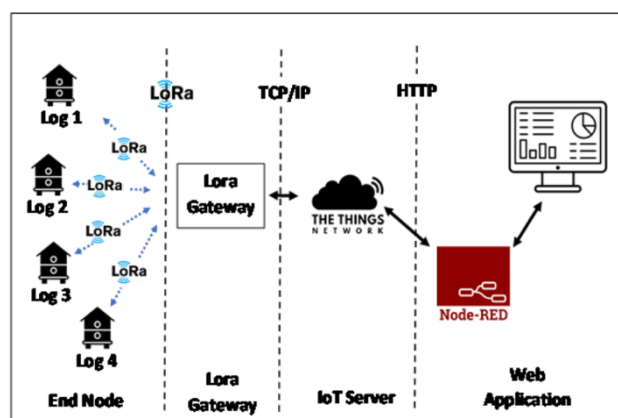 LoRa
TCP/IP
HTTP
Log 1
LoRa
LoRa
Log 2
LoRa
Log 3
LoRa
Log 4
Lora
Gateway
THE THINGS
NETWORK
Node-RED
End Node
Lora
Gateway
IoT Server
Web
Application